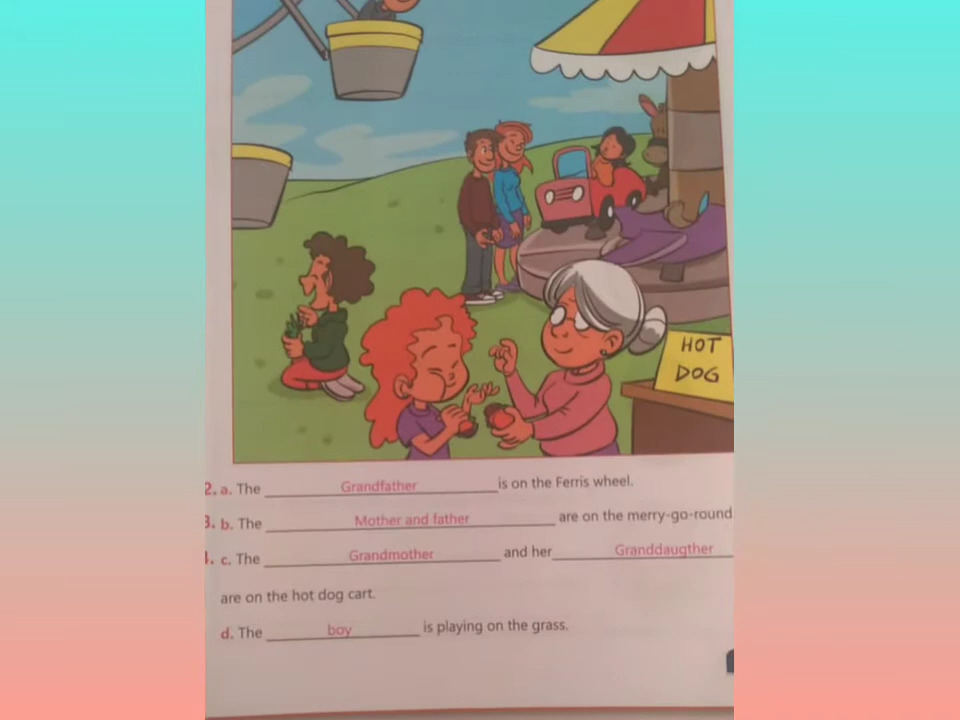 HOT
DOG
2. a. The Grandfather is on the Ferris wheel.
3. b. The Mother and father are on the merry-go-round
. c. The Grandmother and her Granddaugther
are on the hot dog cart.
d. The boy is playing on the grass.